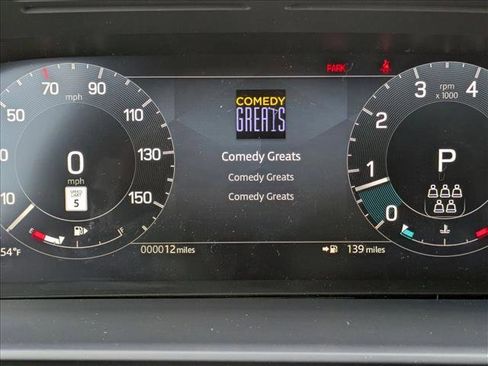 PARK
70 90
mph
50 110
130
150
10
0
mph
SPEED
LIMIT
5
54°F
F
000012 miles
COMEDY
GREATS
Comedy Greats
Comedy Greats
Comedy Greats
139 miles
3 4
rpm
x 1000
2
1
0
P